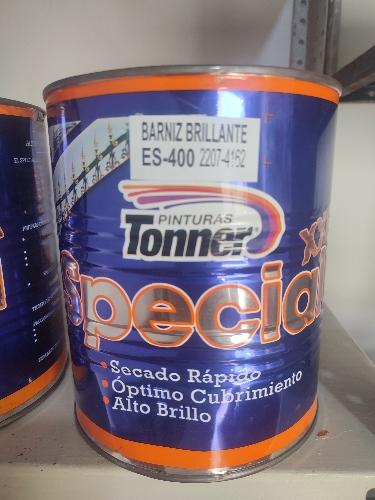 BARNIZ BRILLANTE
ES-400 2207-4162
PINTURAS
Tonner
Special
• Secado Rápido
• Óptimo Cubrimiento
• Alto Brillo